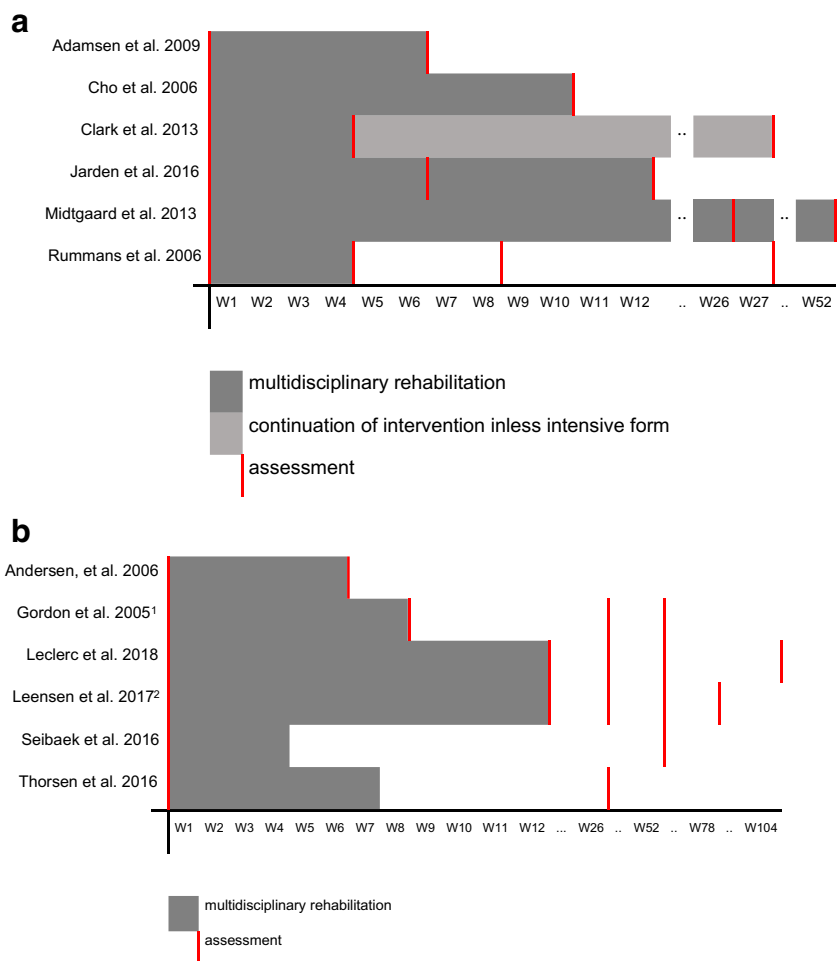 a
Adamsen et al. 2009
Cho et al. 2006
Clark et al. 2013
..
Jarden et al. 2016
Midtgaard et al. 2013
.. ..
Rummans et al. 2006
W1 W2 W3 W4 W5 W6 W7 W8 W9 W10 W11 W12 .. W26 W27 .. W52
multidisciplinary rehabilitation
continuation of intervention inless intensive form
assessment
b
Andersen, et al. 2006
Gordon et al. 2005¹
Leclerc et al. 2018
Leensen et al. 2017²
Seibaek et al. 2016
Thorsen et al. 2016
W1 W2 W3 W4 W5 W6 W7 W8 W9 W10 W11 W12 ... W26 .. W52 .. W78 .. W104
multidisciplinary rehabilitation
assessment